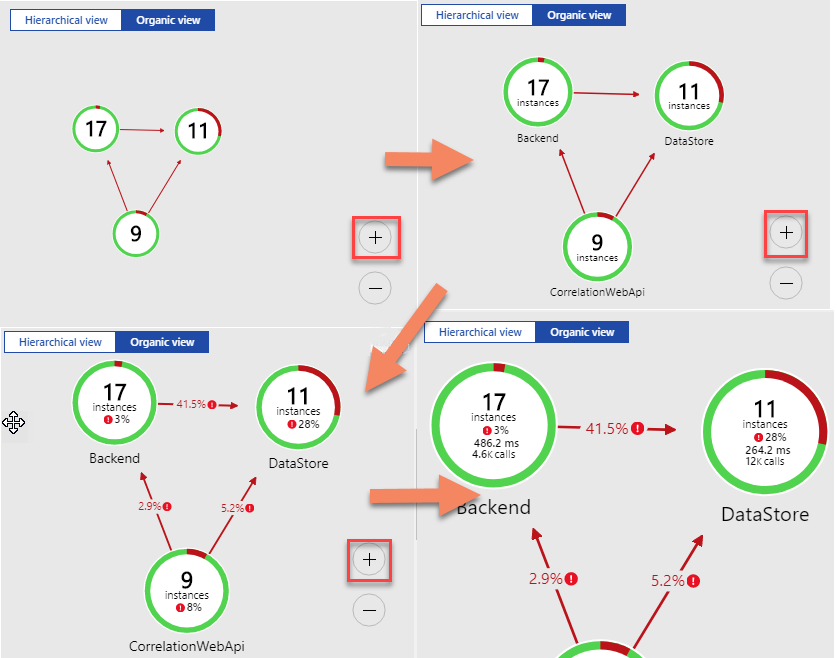 Hierarchical view Organic view
17
11
9
+
−
Hierarchical view Organic view
17
instances
Backend
11
instances
DataStore
9
instances
CorrelationWebApi
+
−
Hierarchical view Organic view
17
instances
! 3%
Backend
41.5% !
11
instances
! 28%
DataStore
2.9% !
5.2% !
9
instances
! 8%
CorrelationWebApi
+
−
Hierarchical view Organic view
17
instances
! 3%
486.2 ms
4.6K calls
Backend
41.5% !
11
instances
! 28%
264.2 ms
12K calls
DataStore
2.9% !
5.2% !